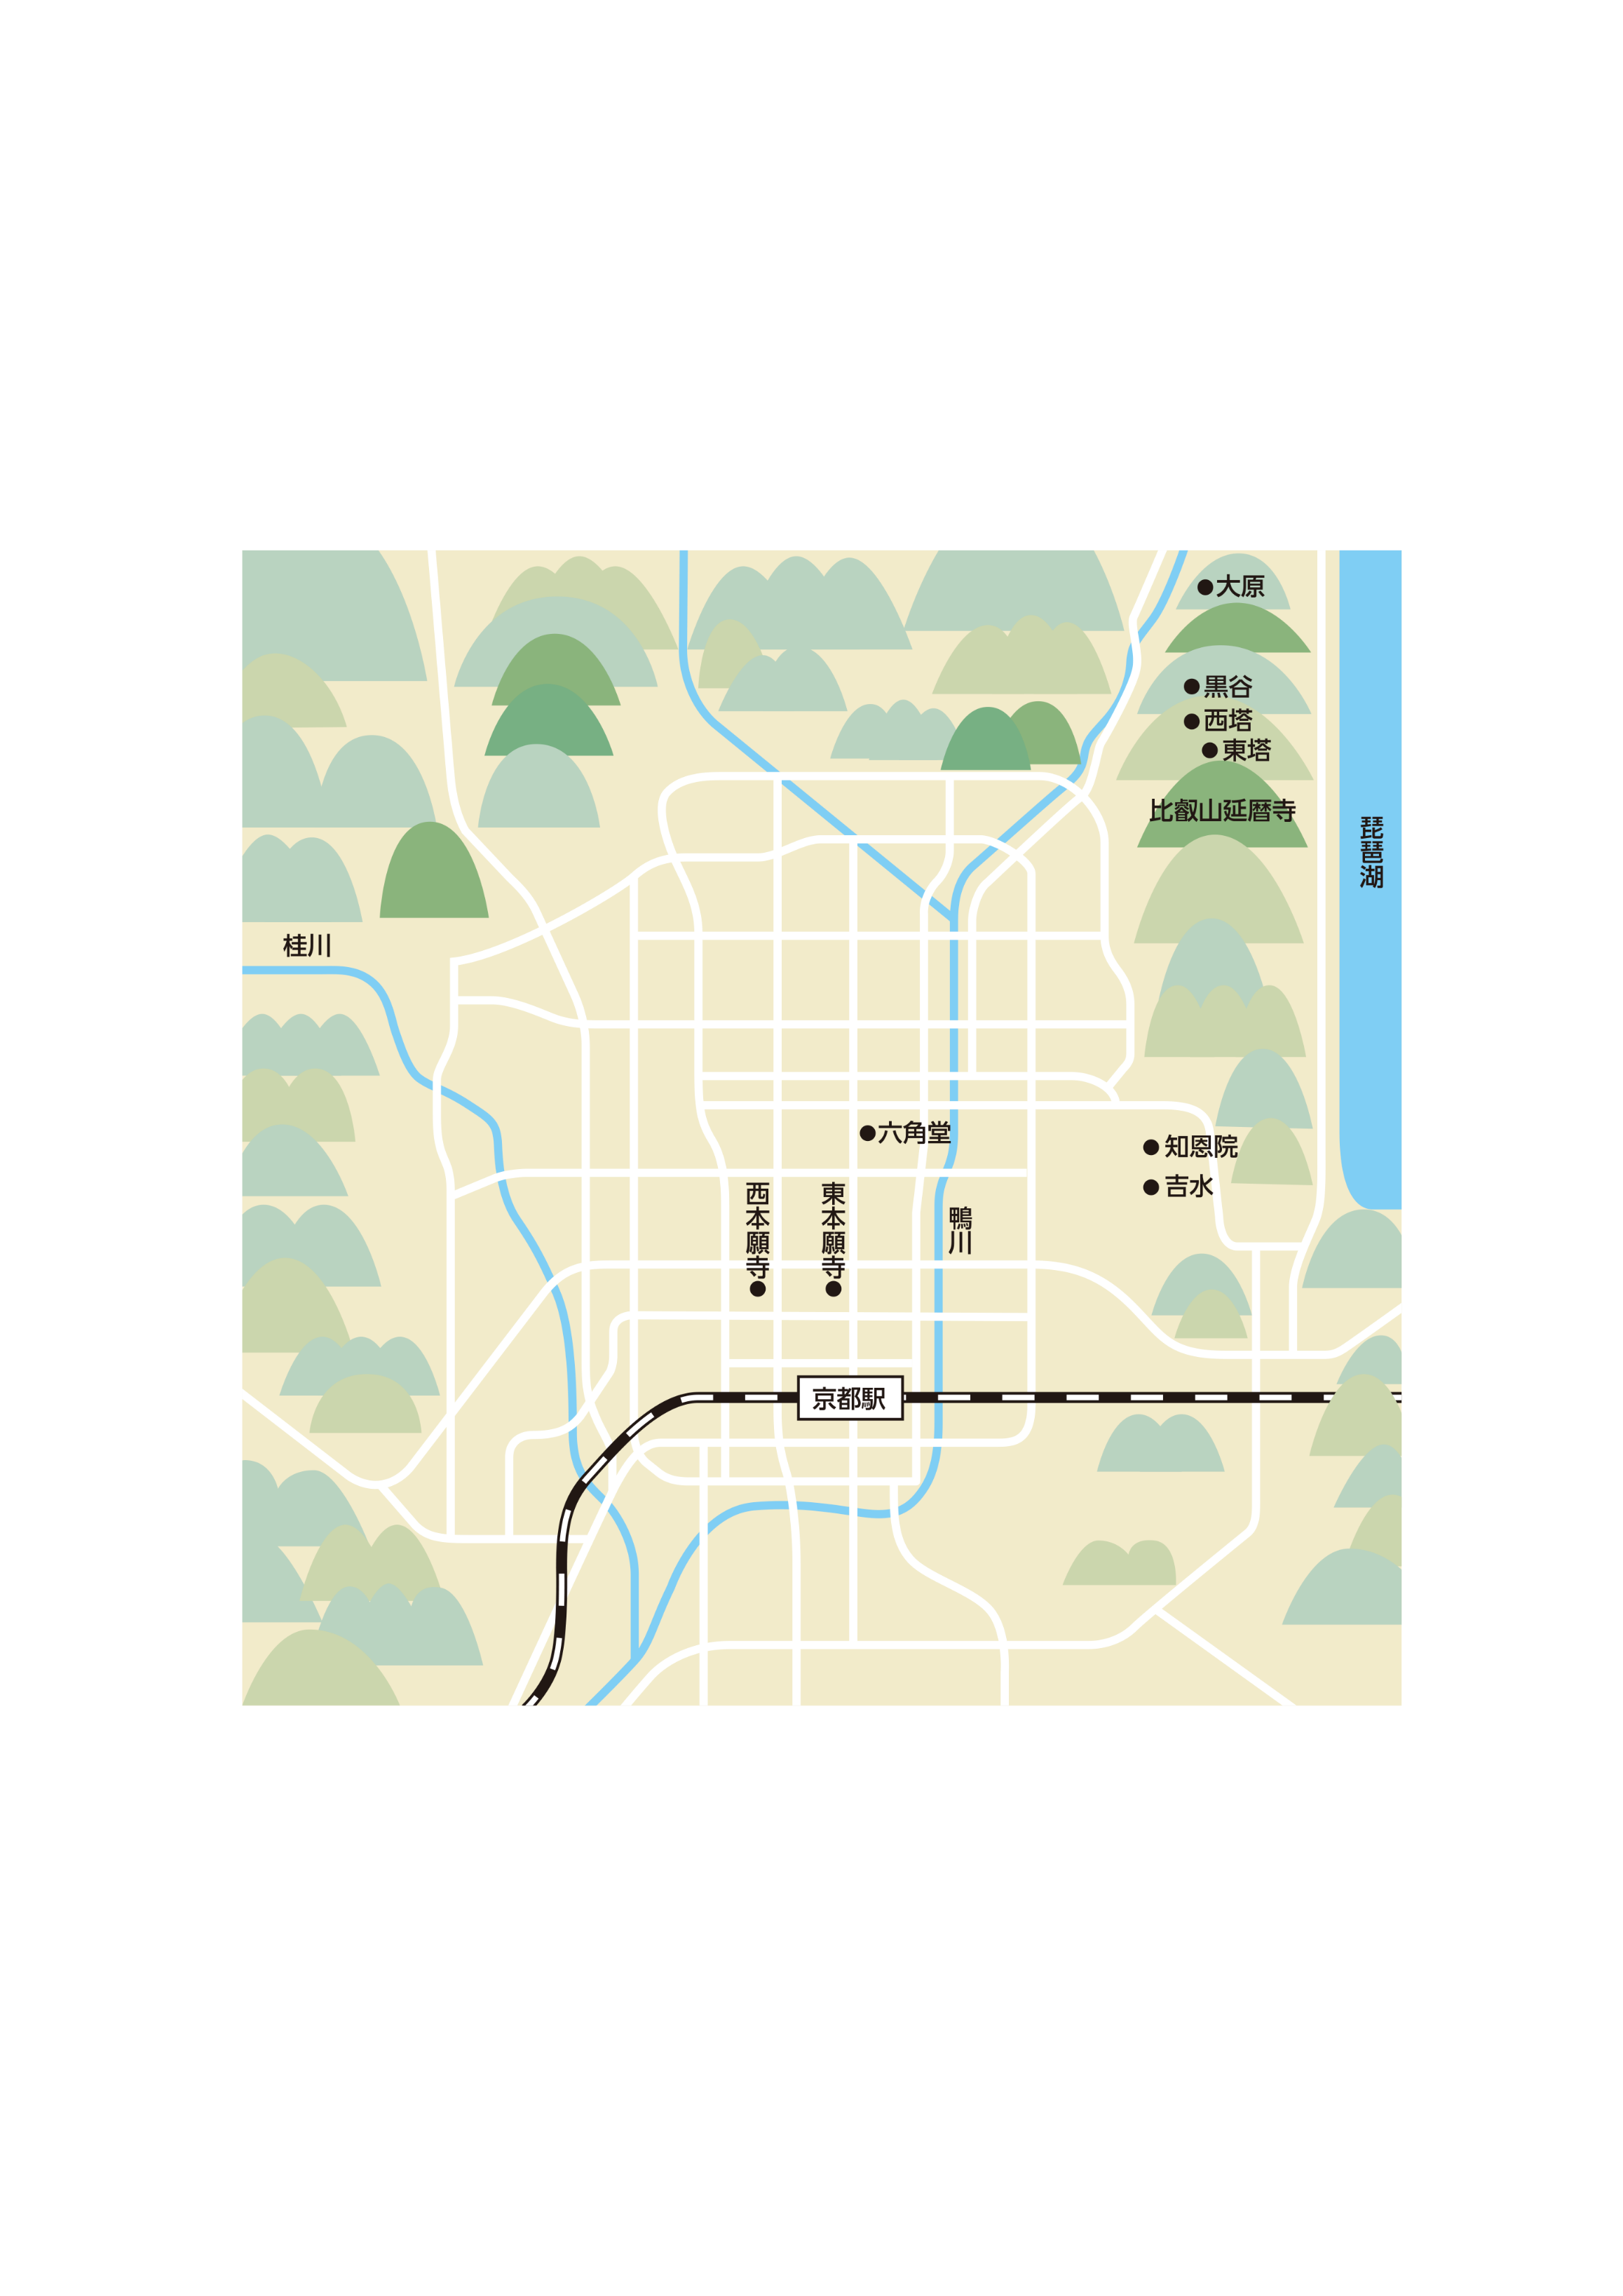 大原
黒谷
西塔
東塔
比叡山延暦寺
琵琶湖
桂川
六角堂
知恩院
吉水
西本願寺
東本願寺
鴨川
京都駅